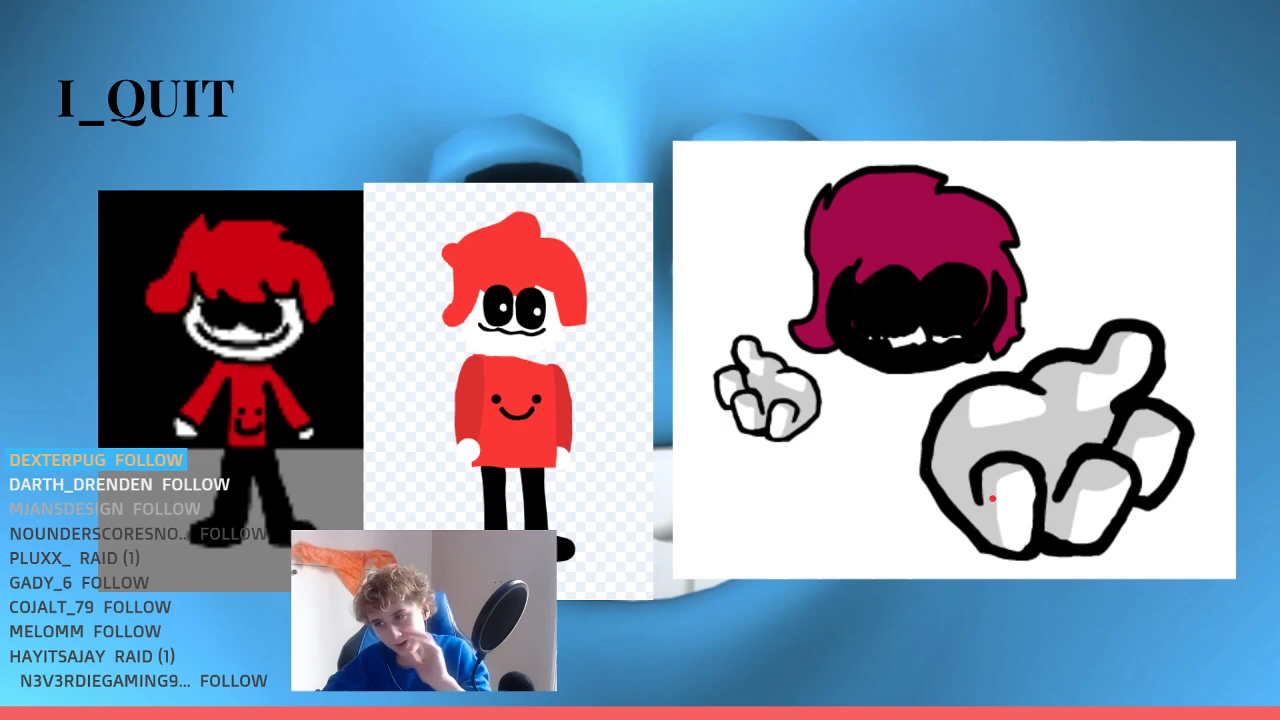 I_QUIT
DEXTERPUG FOLLOW
DARTH_DRENDEN FOLLOW
MJANSDESIGN FOLLOW
NOUNDERSCORESNO... FOLLOW
PLUXX_ RAID (1)
GADY_6 FOLLOW
COJALT_79 FOLLOW
MELOMM FOLLOW
HAYITSAJAY RAID (1)
N3V3RDIEGAMING9... FOLLOW